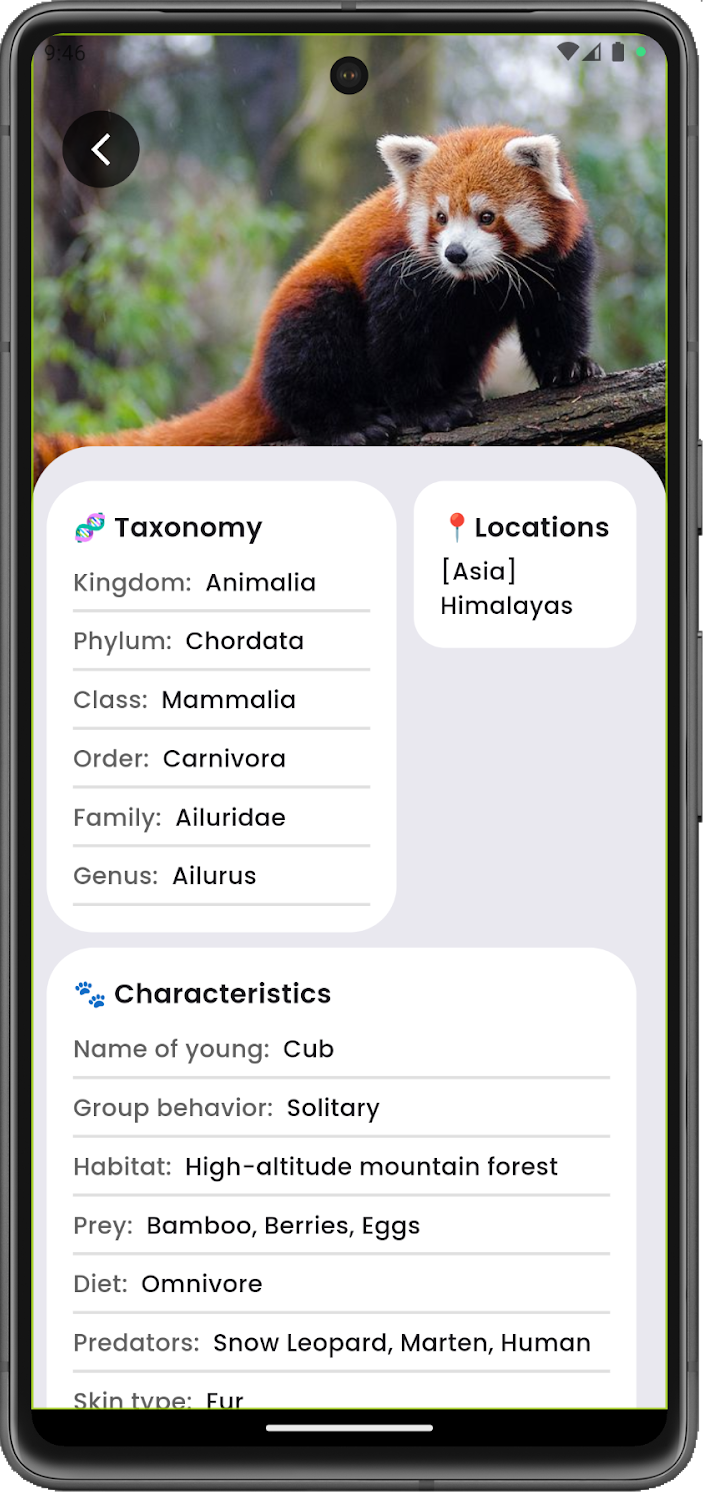 9:46
Taxonomy
Kingdom: Animalia
Phylum: Chordata
Class: Mammalia
Order: Carnivora
Family: Ailuridae
Genus: Ailurus
Locations
[Asia]
Himalayas
Characteristics
Name of young: Cub
Group behavior: Solitary
Habitat: High-altitude mountain forest
Prey: Bamboo, Berries, Eggs
Diet: Omnivore
Predators: Snow Leopard, Marten, Human
Skin type: Fur